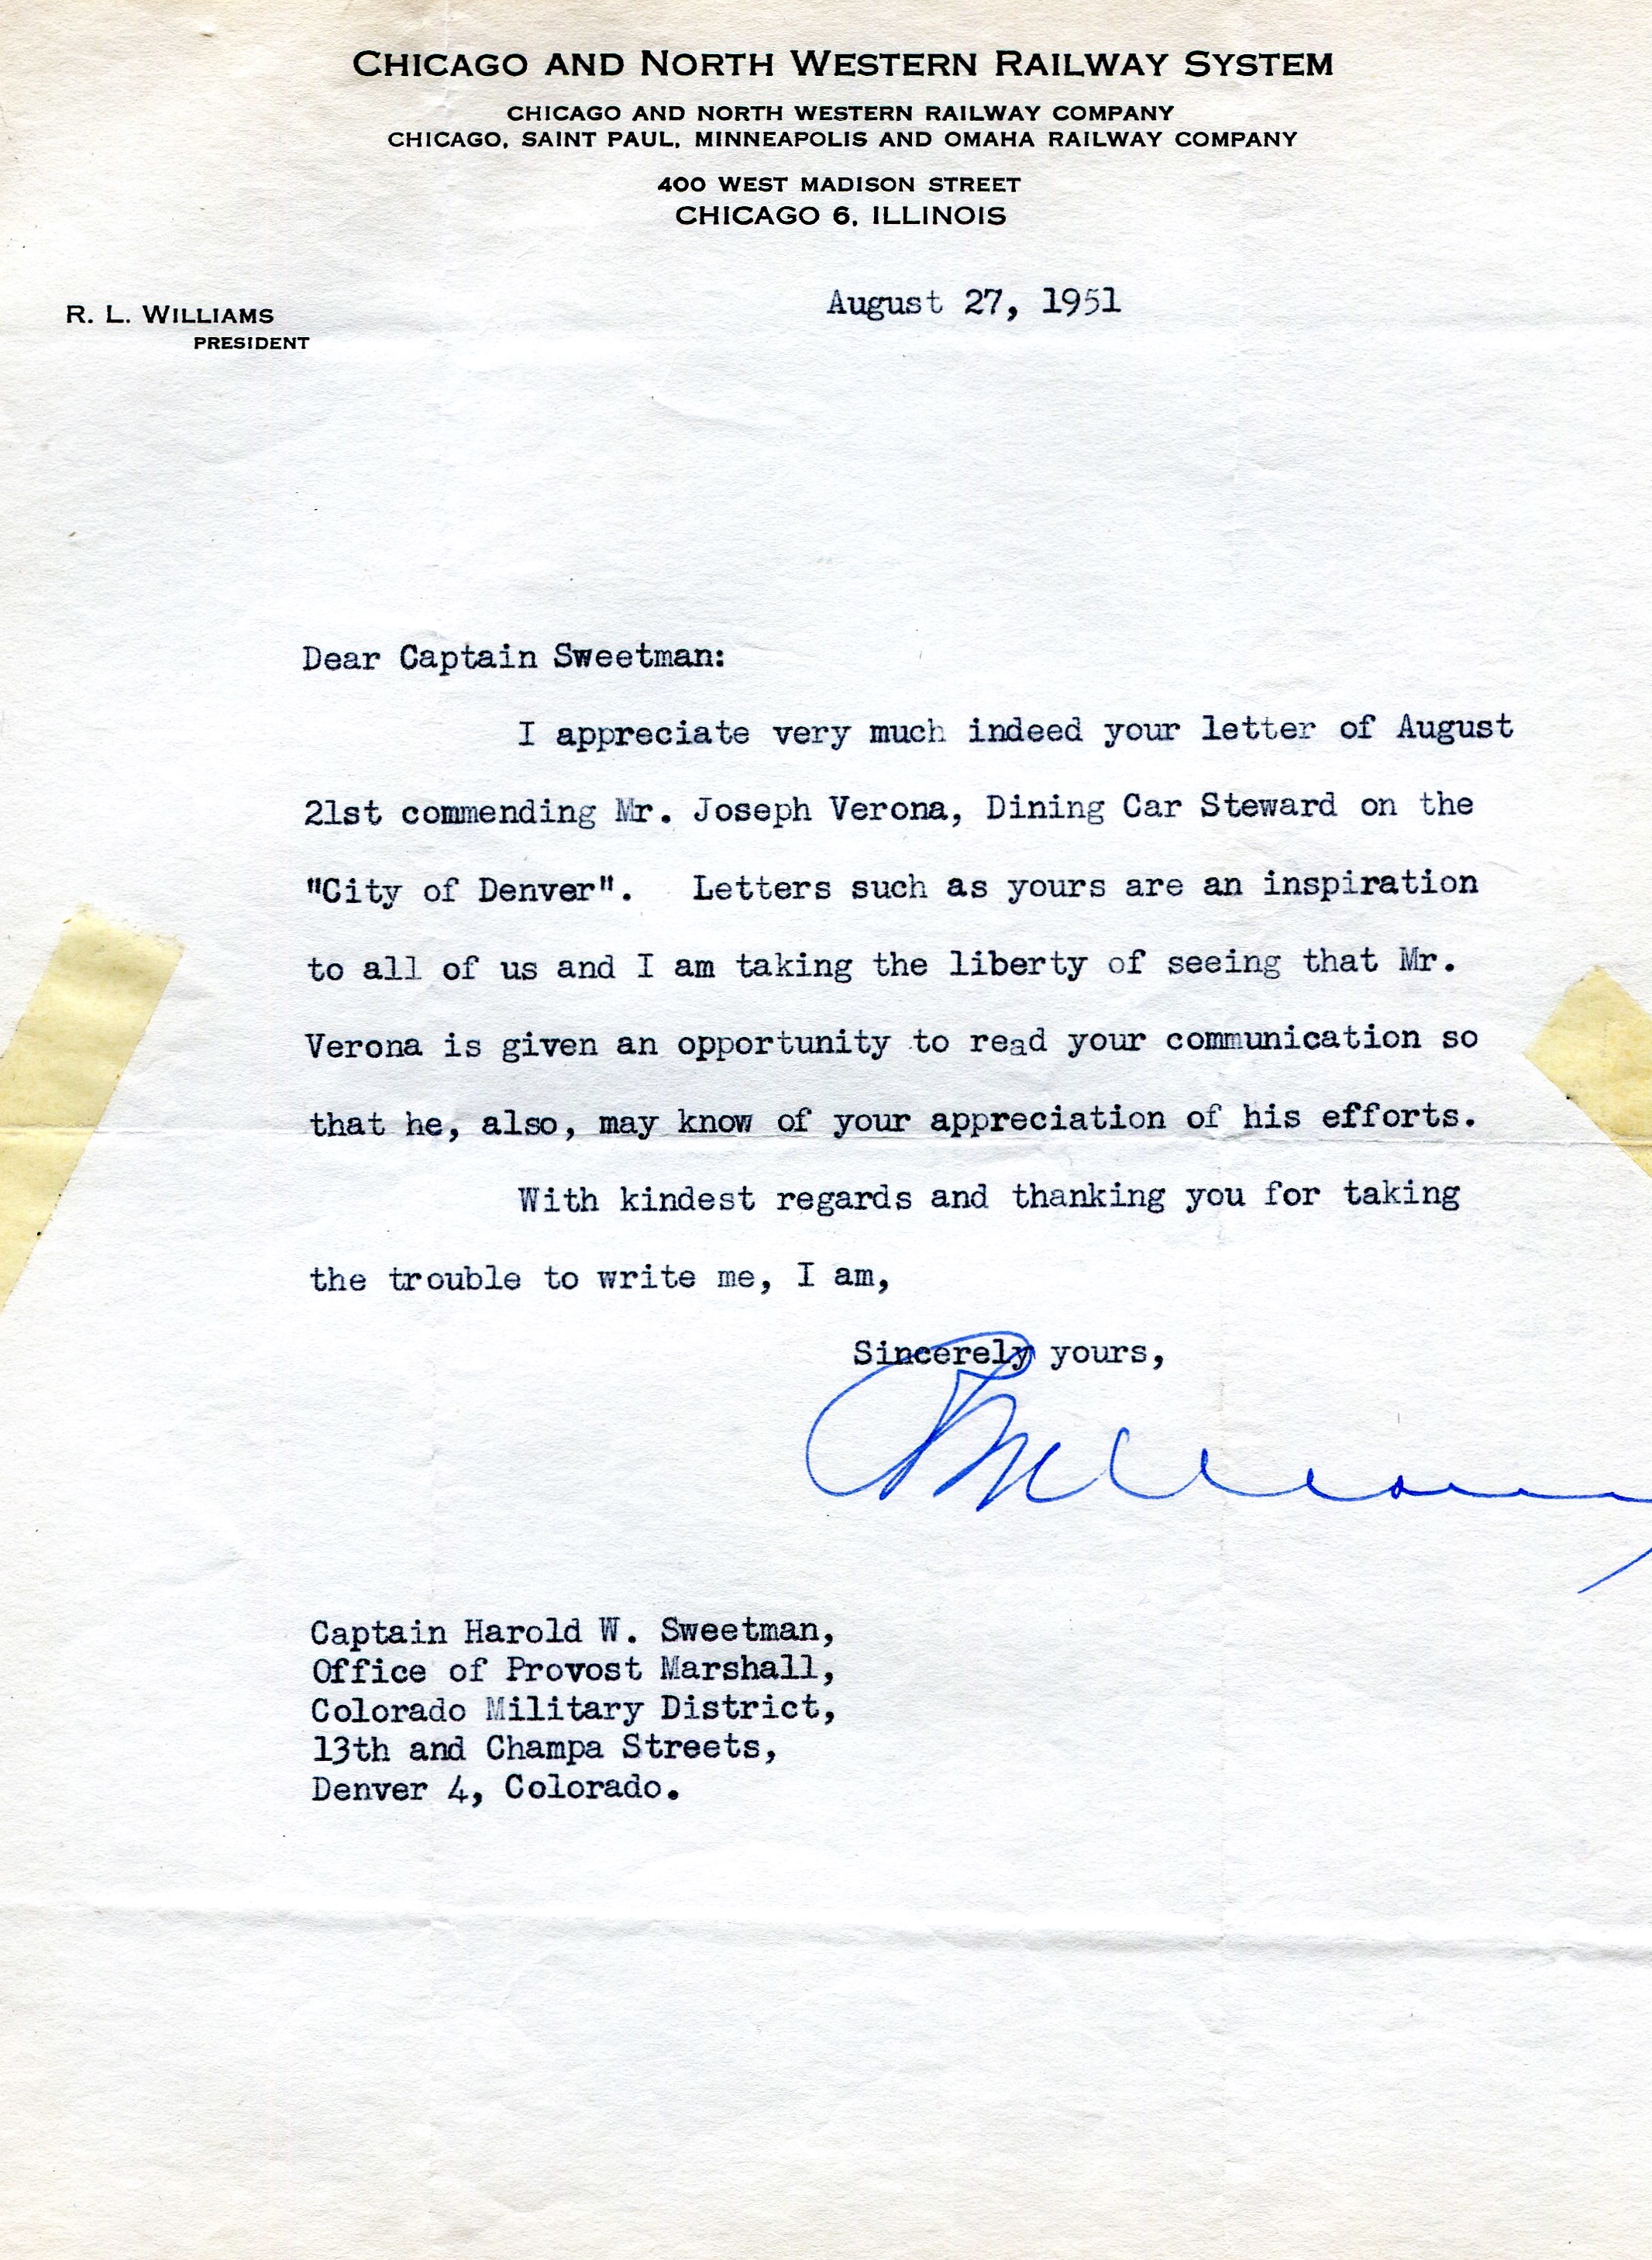 CHICAGO AND NORTH WESTERN RAILWAY SYSTEM
CHICAGO AND NORTH WESTERN RAILWAY COMPANY
CHICAGO, SAINT PAUL, MINNEAPOLIS AND OMAHA RAILWAY COMPANY
400 WEST MADISON STREET
CHICAGO 6, ILLINOIS
August 27, 1951
R. L. WILLIAMS
PRESIDENT
Dear Captain Sweetman:
I appreciate very much indeed your letter of August
21st commending Mr. Joseph Verona, Dining Car Steward on the
"City of Denver". Letters such as yours are an inspiration
to all of us and I am taking the liberty of seeing that Mr.
Verona is given an opportunity to read your communication so
that he, also, may know of your appreciation of his efforts.
With kindest regards and thanking you for taking
the trouble to write me, I am,
Sincerely yours,
Captain Harold W. Sweetman,
Office of Provost Marshall,
Colorado Military District,
13th and Champa Streets,
Denver 4, Colorado.